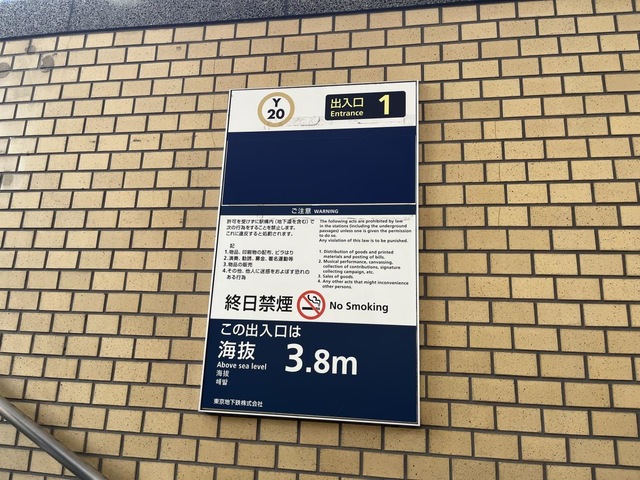 Y
20
出入口
Entrance
1
ご注意 WARNING
許可を受けずに駅構内(地下道を含む)で
次の行為をすることを禁止します。
これに違反すると処罰されます。
記
1.物品、印刷物の配布、ビラはり
2.演奏、勧誘、募金、署名運動等
3.物品の販売
4.その他、他人に迷惑をおよぼす恐れの
ある行為
The following acts are prohibited by law
in the stations (including the underground
passages) unless one is given the permission
to do so.
Any violation of this law is to be punished.
1. Distribution of goods and printed
materials and posting of bills.
2. Musical performance, canvassing,
collection of contributions, signature
collecting campaign, etc.
3. Sales of goods.
4. Any other acts that might inconvenience
other persons.
終日禁煙
No Smoking
この出入口は
海抜 3.8m
Above sea level
海拔
해발
東京地下鉄株式会社